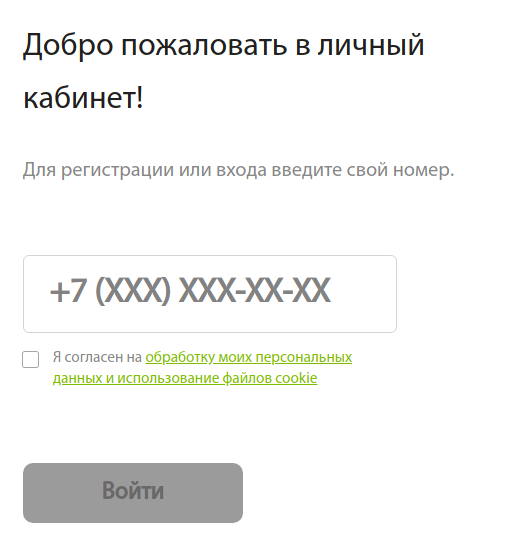 Добро пожаловать в личный
кабинет!
Для регистрации или входа введите свой номер.
+7 (XXX) XXX-XX-XX
Я согласен на обработку моих персональных
данных и использование файлов cookie
Войти